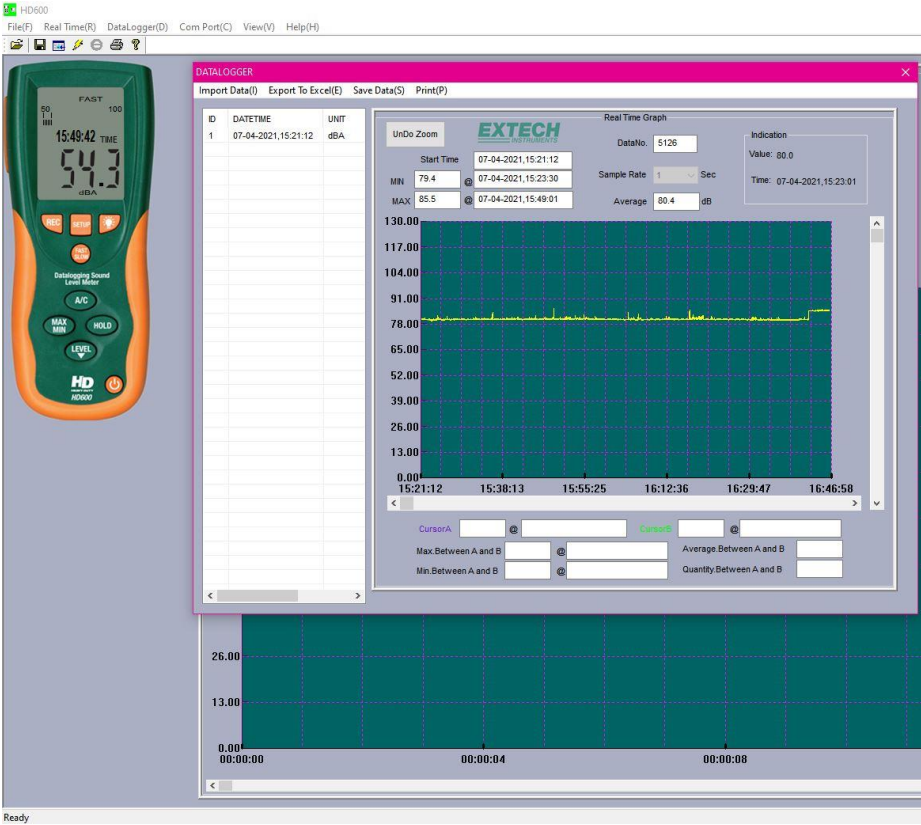 HD600
File(F) Real Time(R) DataLogger(D) Com Port(C) View(V) Help(H)
FAST
50 100
15:49:42 TIME
54.3
dBA
REC SETUP
FAST SLOW
Datalogging Sound
Level Meter
A/C
MAX MIN HOLD
LEVEL
HD
HEAVY DUTY
HD600
DATALOGGER
Import Data(I) Export To Excel(E) Save Data(S) Print(P)
ID DATETIME UNIT
1 07-04-2021,15:21:12 dBA
Real Time Graph
UnDo Zoom
EXTECH
INSTRUMENTS
DataNo. 5126
Indication
Value: 80.0
Time: 07-04-2021,15:23:01
Start Time 07-04-2021,15:21:12
MIN 79.4 @ 07-04-2021,15:23:30
Sample Rate 1 Sec
MAX 85.5 @ 07-04-2021,15:49:01
Average 80.4 dB
130.00
117.00
104.00
91.00
78.00
65.00
52.00
39.00
26.00
13.00
0.00
15:21:12 15:38:13 15:55:25 16:12:36 16:29:47 16:46:58
CursorA @ CursorB @
Max.Between A and B @ Average.Between A and B
Min.Between A and B @ Quantity.Between A and B
26.00
13.00
0.00
00:00:00 00:00:04 00:00:08
Ready